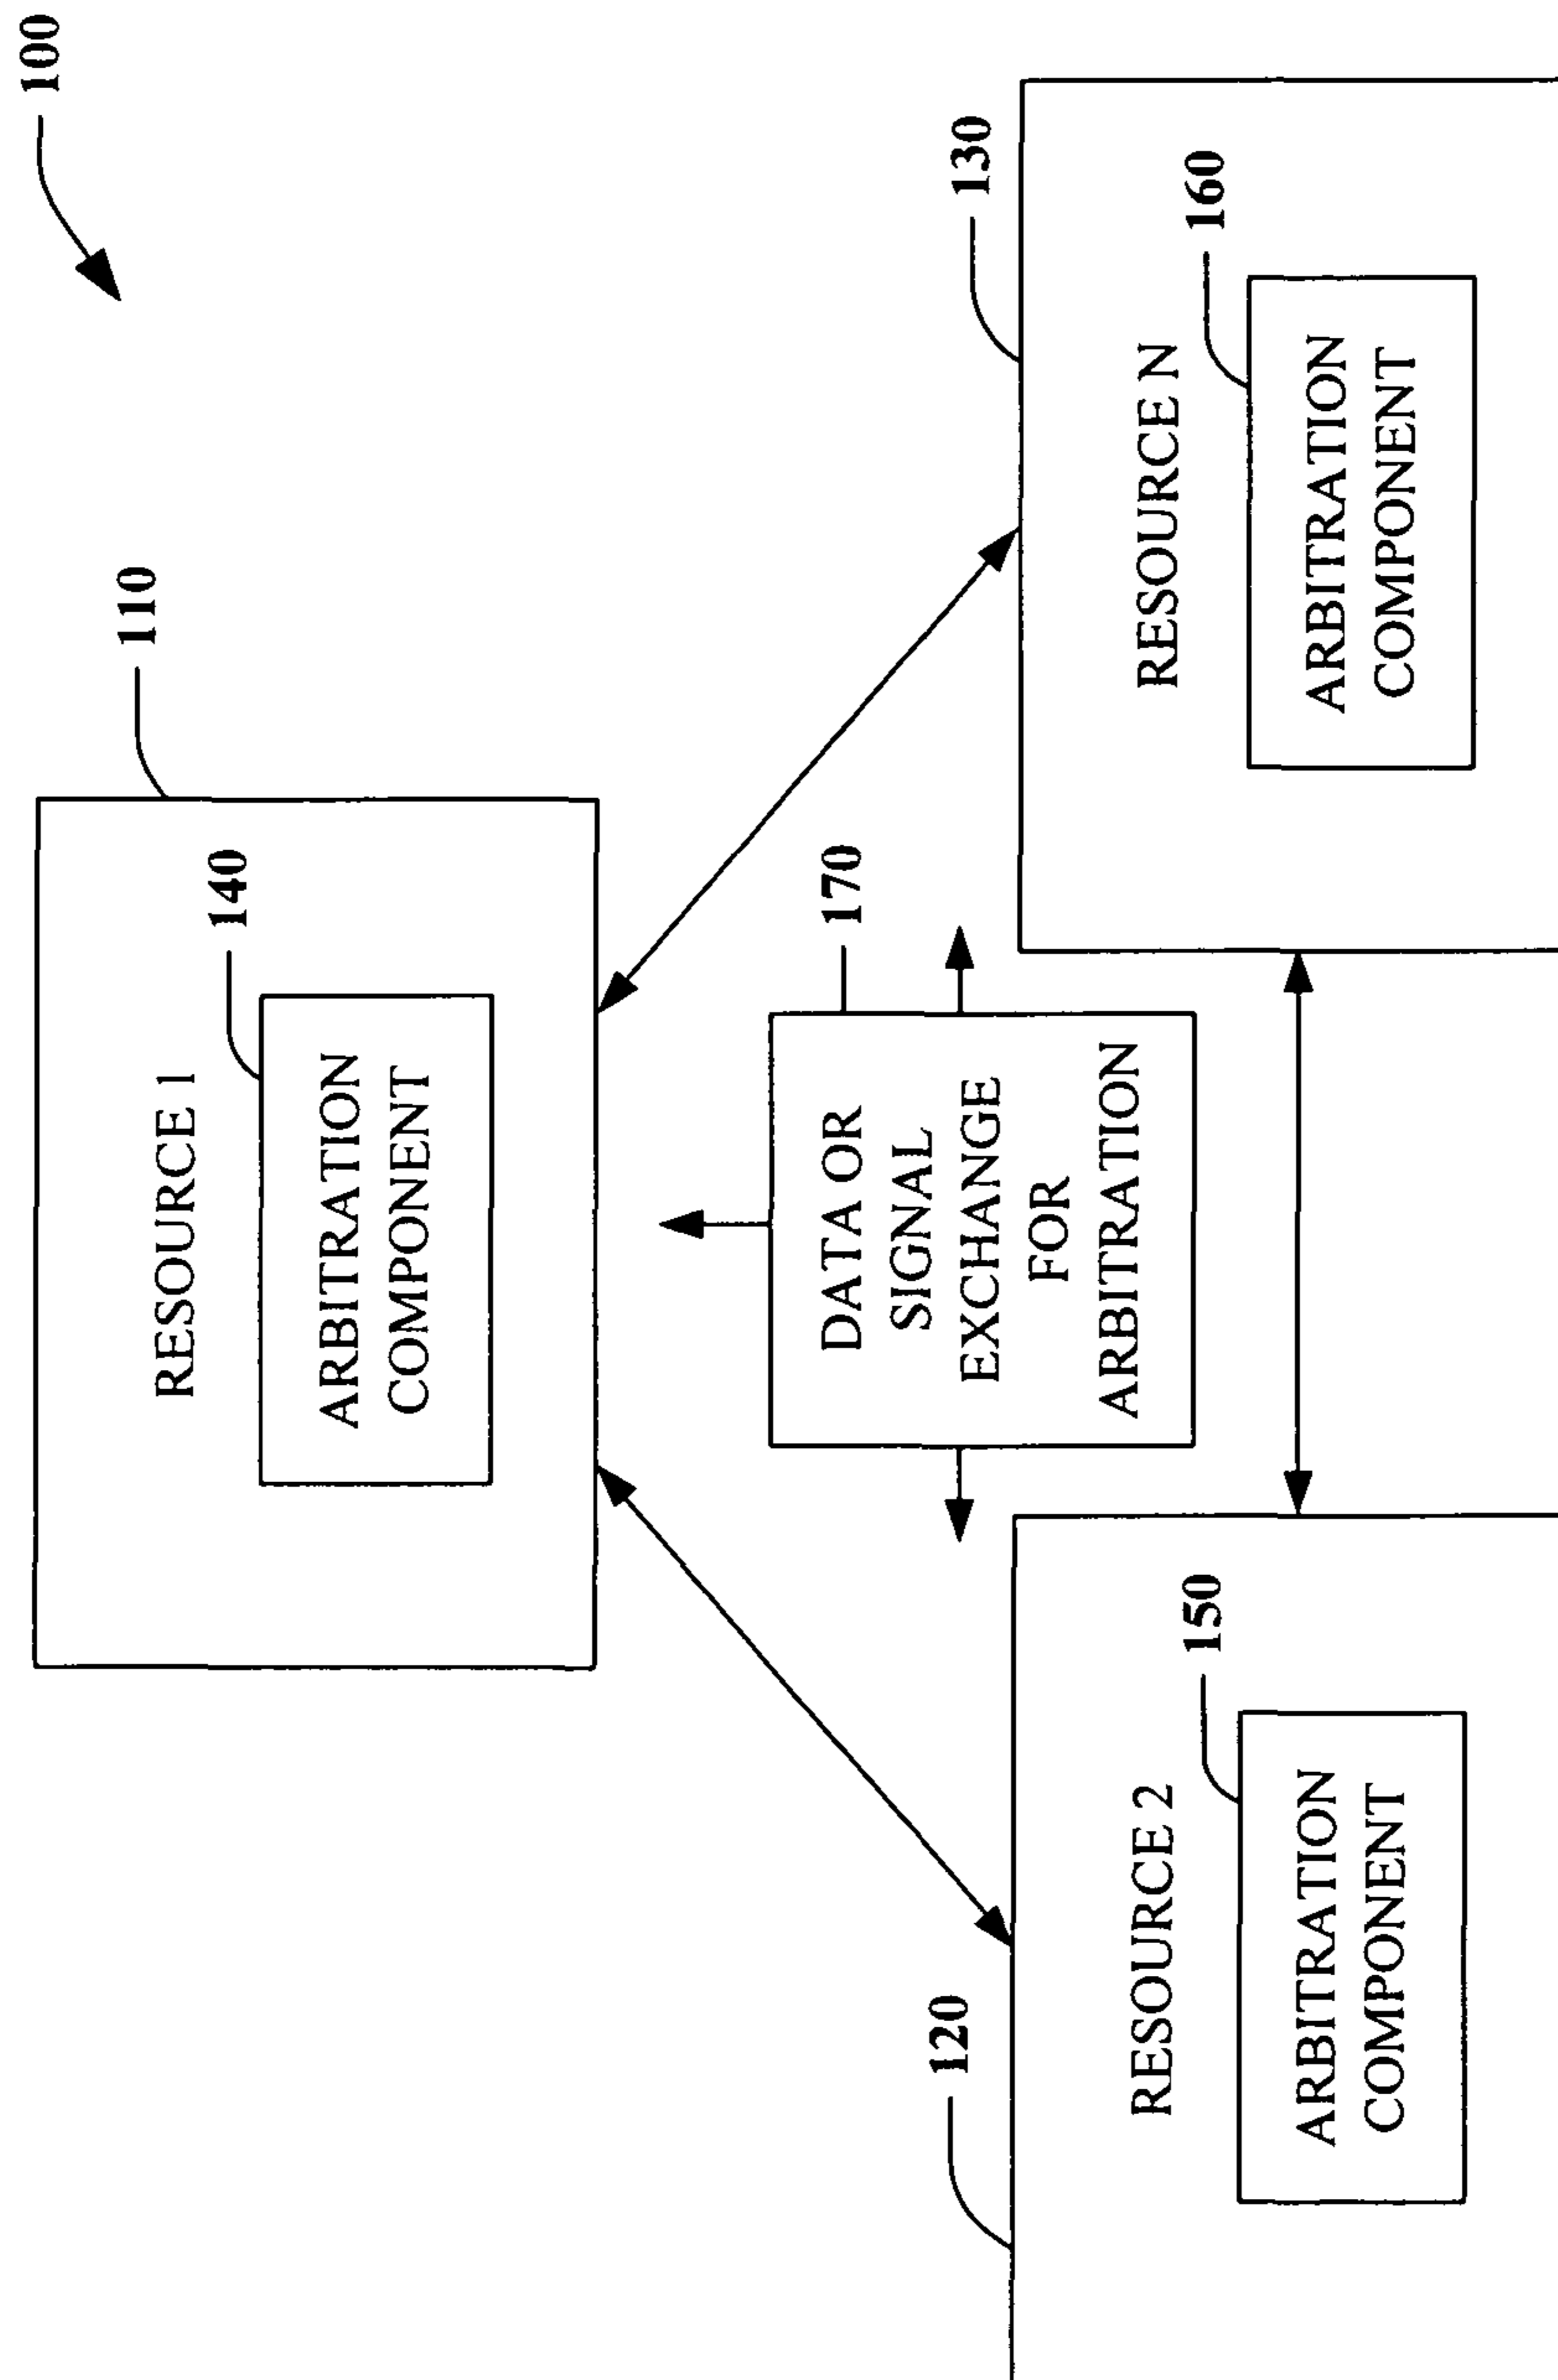 100
110
RESOURCE 1
140
ARBITRATION
COMPONENT
170
DATA OR
SIGNAL
EXCHANGE
FOR
ARBITRATION
120
RESOURCE 2
150
ARBITRATION
COMPONENT
130
RESOURCE N
160
ARBITRATION
COMPONENT